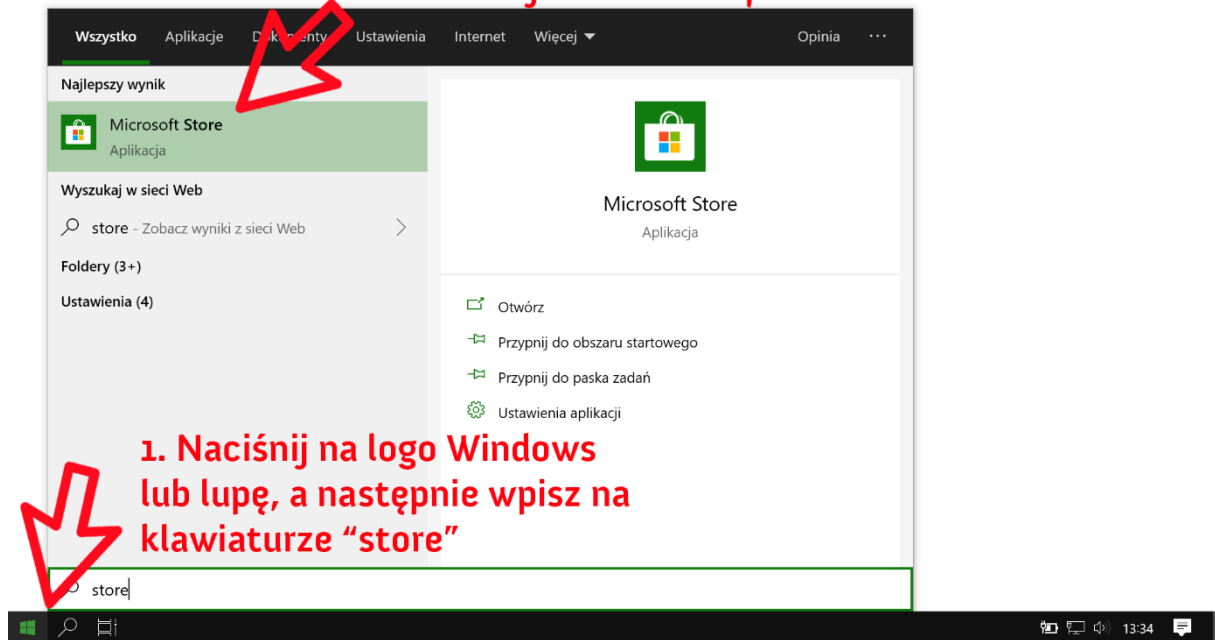 Wszystko Aplikacje Dokumenty Ustawienia Internet Więcej Opinia ...
Najlepszy wynik
Microsoft Store
Aplikacja
Wyszukaj w sieci Web
store - Zobacz wyniki z sieci Web
Foldery (3+)
Ustawienia (4)
Microsoft Store
Aplikacja
Otwórz
Przypnij do obszaru startowego
Przypnij do paska zadań
Ustawienia aplikacji
1. Naciśnij na logo Windows
lub lupę, a następnie wpisz na
klawiaturze “store”
store
13:34